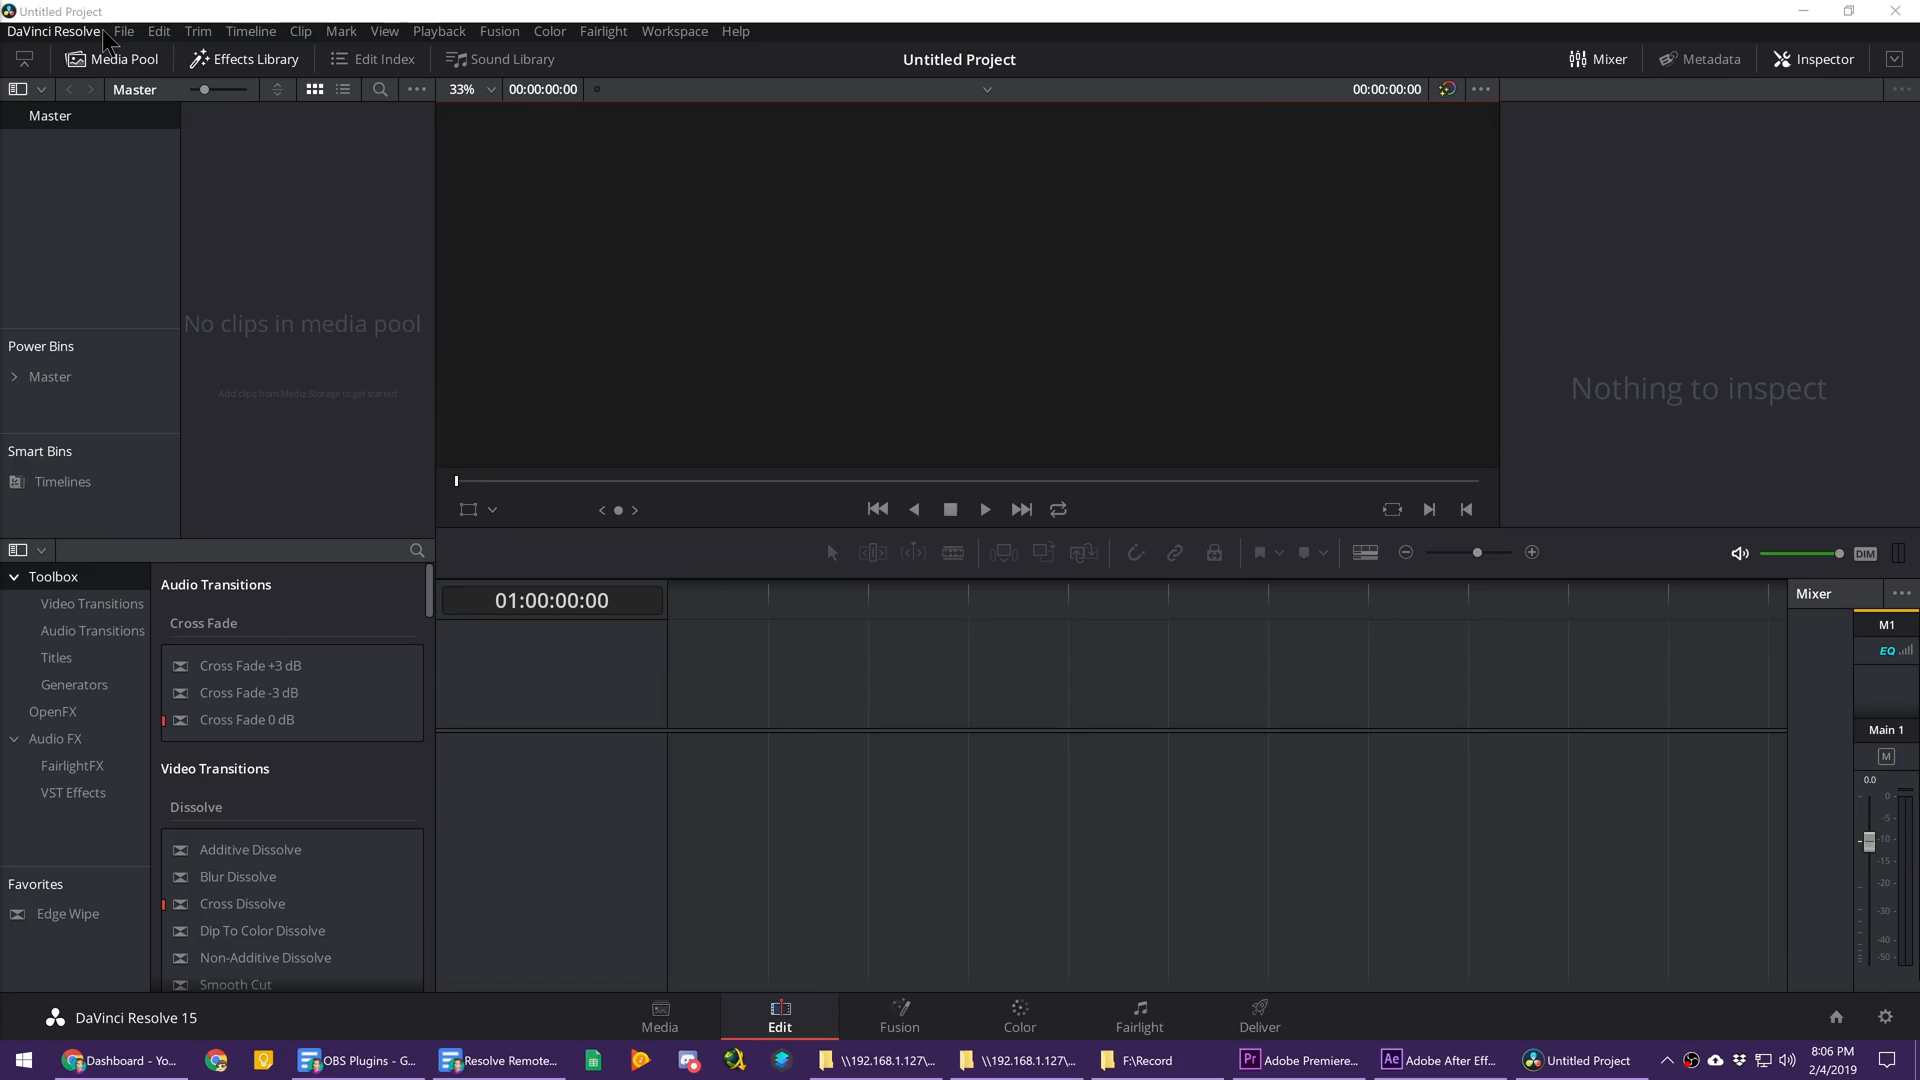 Untitled Project
DaVinci Resolve File Edit Trim Timeline Clip Mark View Playback Fusion Color Fairlight Workspace Help
Media Pool Effects Library Edit Index Sound Library Untitled Project Mixer Metadata Inspector
Master 33% 00:00:00:00 00:00:00:00
Master
No clips in media pool
Add clips from Media Storage to get started
Nothing to inspect
Power Bins
Master
Smart Bins
Timelines
DIM
Toolbox
Video Transitions
Audio Transitions
Titles
Generators
OpenFX
Audio FX
FairlightFX
VST Effects
Favorites
Edge Wipe
Audio Transitions
Cross Fade
Cross Fade +3 dB
Cross Fade -3 dB
Cross Fade 0 dB
Video Transitions
Dissolve
Additive Dissolve
Blur Dissolve
Cross Dissolve
Dip To Color Dissolve
Non-Additive Dissolve
Smooth Cut
01:00:00:00
Mixer
M1
EQ
Main 1
M
0.0
0
-5
-10
-15
-20
-30
-40
-50
DaVinci Resolve 15
Media Edit Fusion Color Fairlight Deliver
Dashboard - Yo... OBS Plugins - G... Resolve Remote... \\192.168.1.127\... \\192.168.1.127\... F:\Record Pr Adobe Premiere... Ae Adobe After Eff... Untitled Project 8:06 PM
2/4/2019